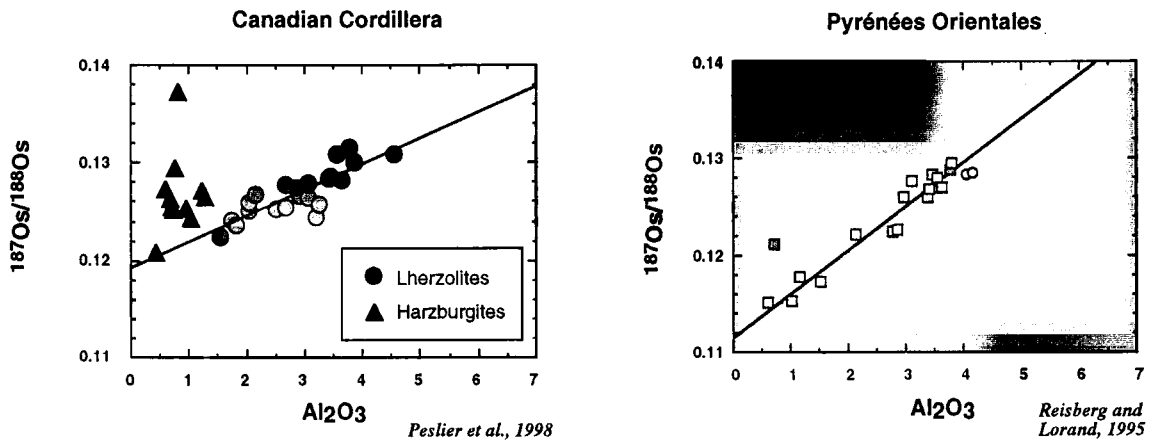 Canadian Cordillera
0.14
0.13
0.12
0.11
187Os/188Os
0 1 2 3 4 5 6 7
Al2O3
Lherzolites
Harzburgites
Peslier et al., 1998
Pyrénées Orientales
0.14
0.13
0.12
0.11
187Os/188Os
0 1 2 3 4 5 6 7
Al2O3
Reisberg and
Lorand, 1995